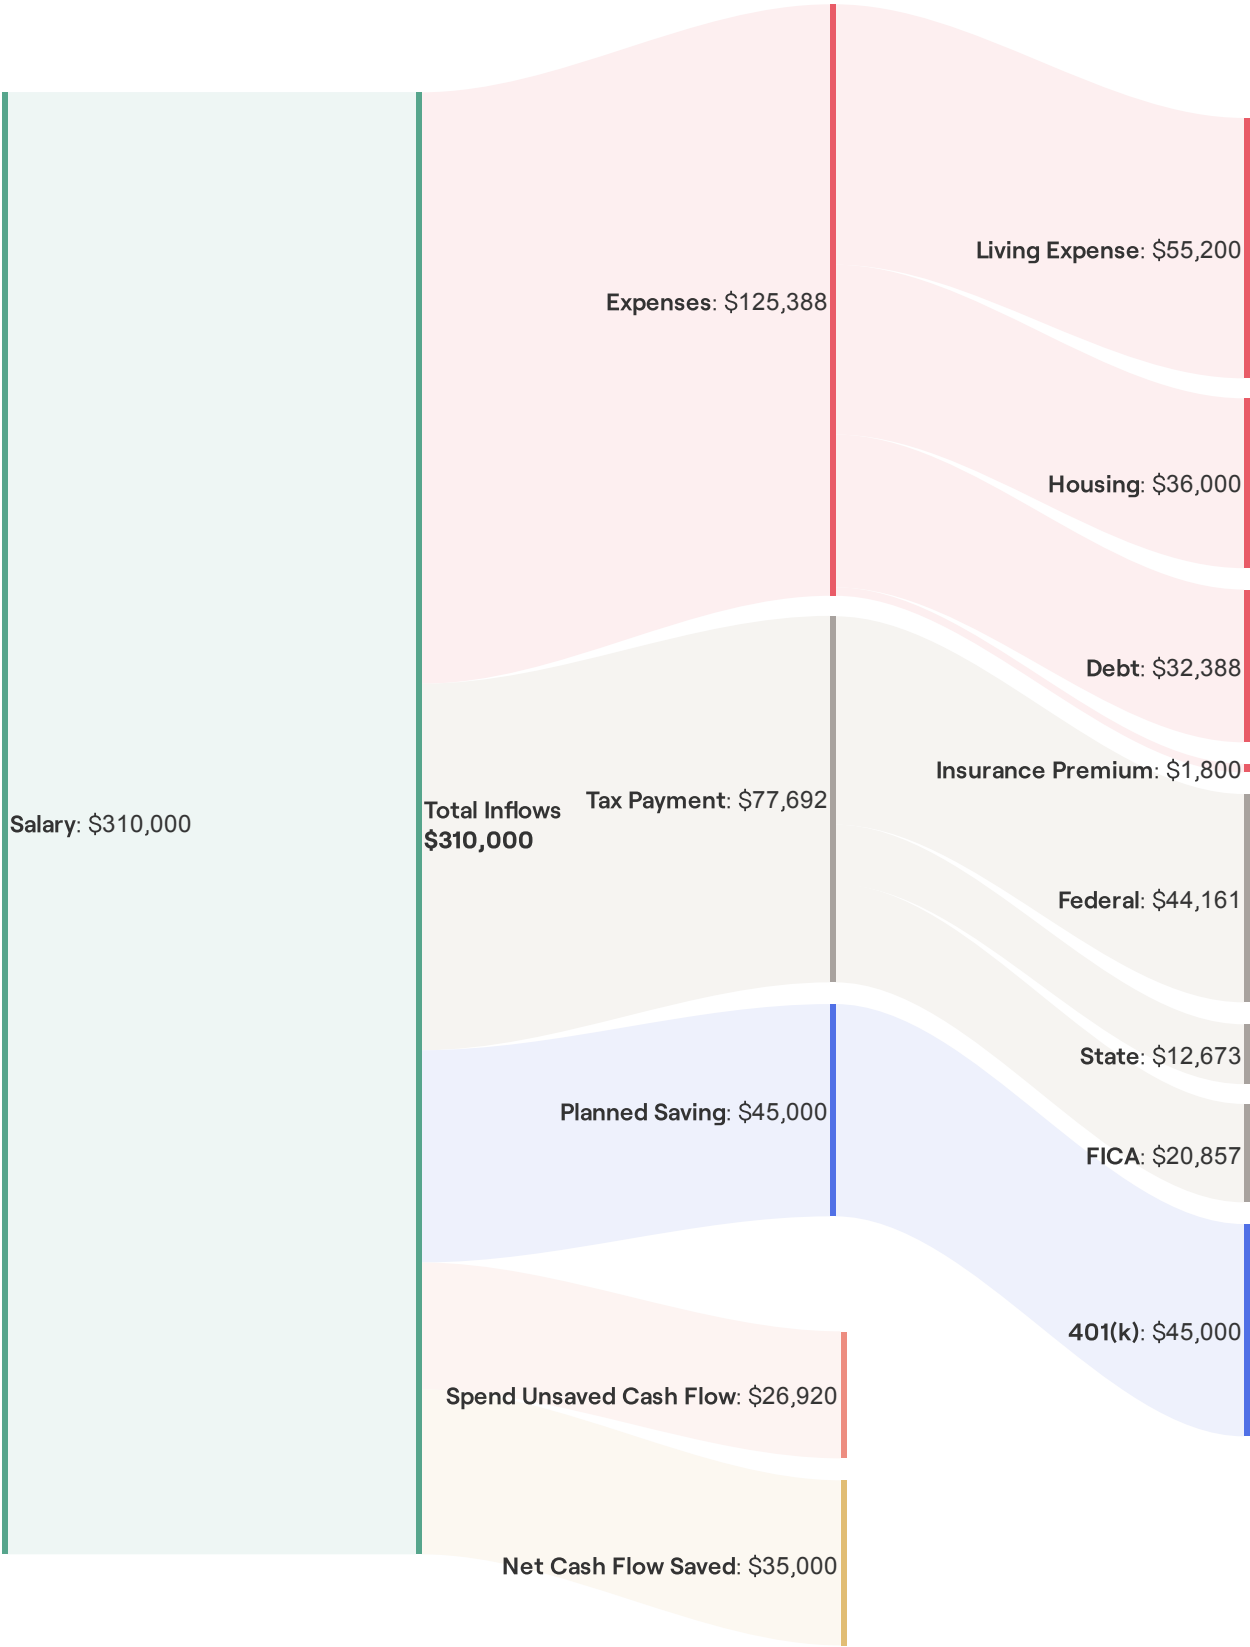 Salary: $310,000
Total Inflows
$310,000
Expenses: $125,388
Tax Payment: $77,692
Planned Saving: $45,000
Spend Unsaved Cash Flow: $26,920
Net Cash Flow Saved: $35,000
Living Expense: $55,200
Housing: $36,000
Debt: $32,388
Insurance Premium: $1,800
Federal: $44,161
State: $12,673
FICA: $20,857
401(k): $45,000